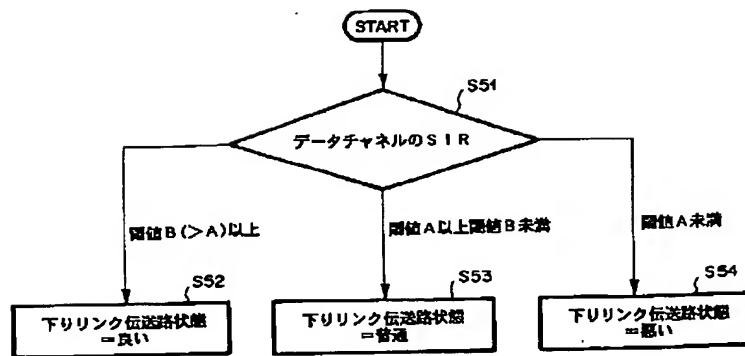 START
S51
データチャネルのSIR
閾値B(>A)以上
閾値A以上閾値B未満
閾値A未満
S52
S53
S54
下りリンク伝送路状態
=良い
下りリンク伝送路状態
=普通
下りリンク伝送路状態
=悪い